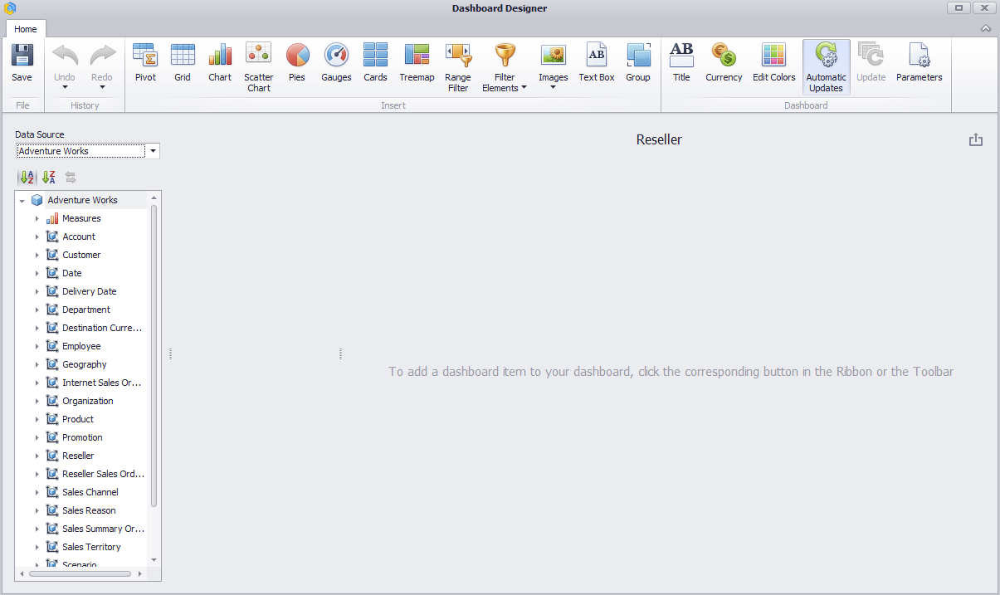 Dashboard Designer
Home
Save
Undo
Redo
Pivot
Grid
Chart
Scatter
Chart
Pies
Gauges
Cards
Treemap
Range
Filter
Filter
Elements
Images
Text Box
Group
AB
Title
Currency
Edit Colors
Automatic
Updates
Update
Parameters
File
History
Insert
Dashboard
Data Source
Adventure Works
Reseller
Adventure Works
Measures
Account
Customer
Date
Delivery Date
Department
Destination Curre...
Employee
Geography
Internet Sales Or...
Organization
Product
Promotion
Reseller
Reseller Sales Ord...
Sales Channel
Sales Reason
Sales Summary Or...
Sales Territory
Scenario
To add a dashboard item to your dashboard, click the corresponding button in the Ribbon or the Toolbar